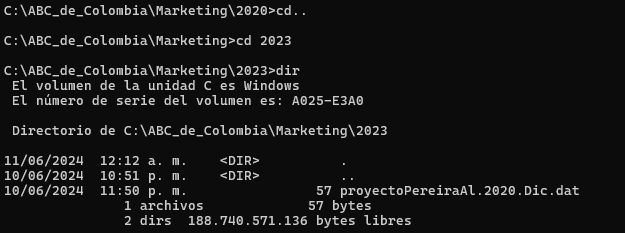 C:\ABC_de_Colombia\Marketing\2020>cd..
C:\ABC_de_Colombia\Marketing>cd 2023
C:\ABC_de_Colombia\Marketing\2023>dir
El volumen de la unidad C es Windows
El número de serie del volumen es: A025-E3A0
Directorio de C:\ABC_de_Colombia\Marketing\2023
11/06/2024  12:12 a. m.    <DIR>          .
10/06/2024  10:51 p. m.    <DIR>          ..
10/06/2024  11:50 p. m.                57 proyectoPereiraAl.2020.Dic.dat
1 archivos             57 bytes
2 dirs  188.740.571.136 bytes libres